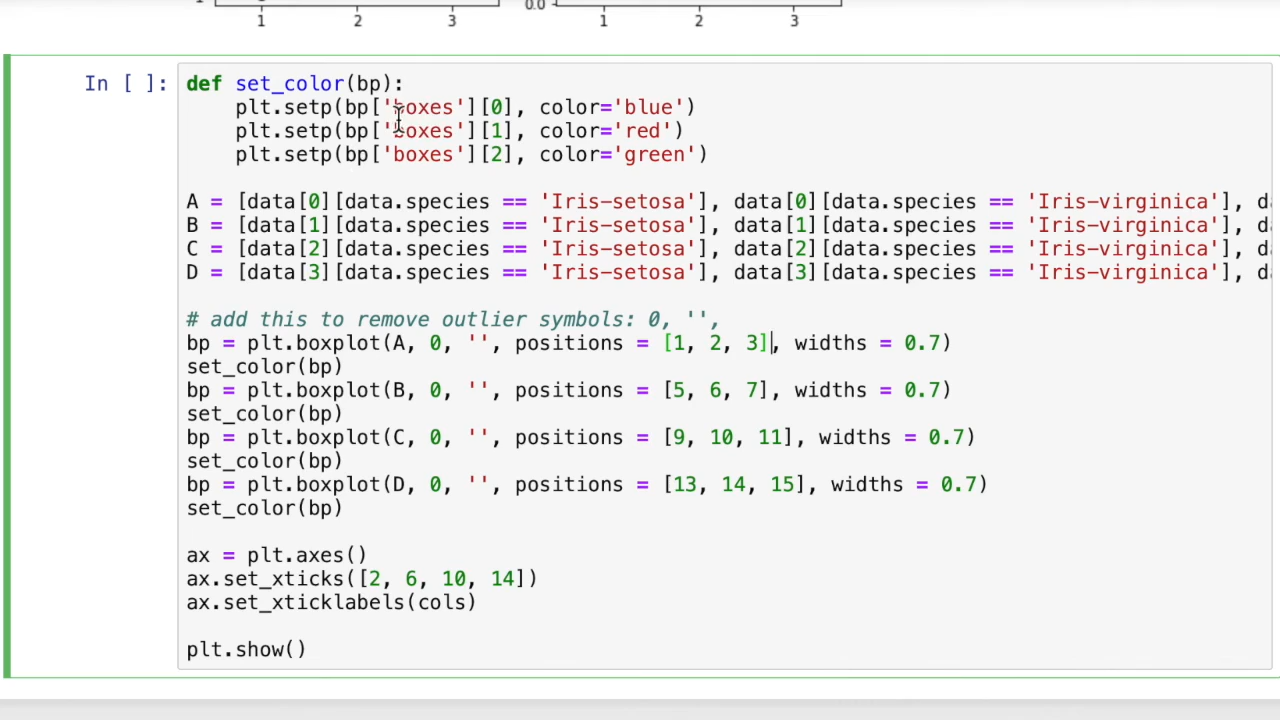 1 2 3 0.0 1 2 3
In [ ]: def set_color(bp):
plt.setp(bp['boxes'][0], color='blue')
plt.setp(bp['boxes'][1], color='red')
plt.setp(bp['boxes'][2], color='green')
A = [data[0][data.species == 'Iris-setosa'], data[0][data.species == 'Iris-virginica'], d
B = [data[1][data.species == 'Iris-setosa'], data[1][data.species == 'Iris-virginica'], d
C = [data[2][data.species == 'Iris-setosa'], data[2][data.species == 'Iris-virginica'], d
D = [data[3][data.species == 'Iris-setosa'], data[3][data.species == 'Iris-virginica'], d
# add this to remove outlier symbols: 0, '',
bp = plt.boxplot(A, 0, '', positions = [1, 2, 3], widths = 0.7)
set_color(bp)
bp = plt.boxplot(B, 0, '', positions = [5, 6, 7], widths = 0.7)
set_color(bp)
bp = plt.boxplot(C, 0, '', positions = [9, 10, 11], widths = 0.7)
set_color(bp)
bp = plt.boxplot(D, 0, '', positions = [13, 14, 15], widths = 0.7)
set_color(bp)
ax = plt.axes()
ax.set_xticks([2, 6, 10, 14])
ax.set_xticklabels(cols)
plt.show()